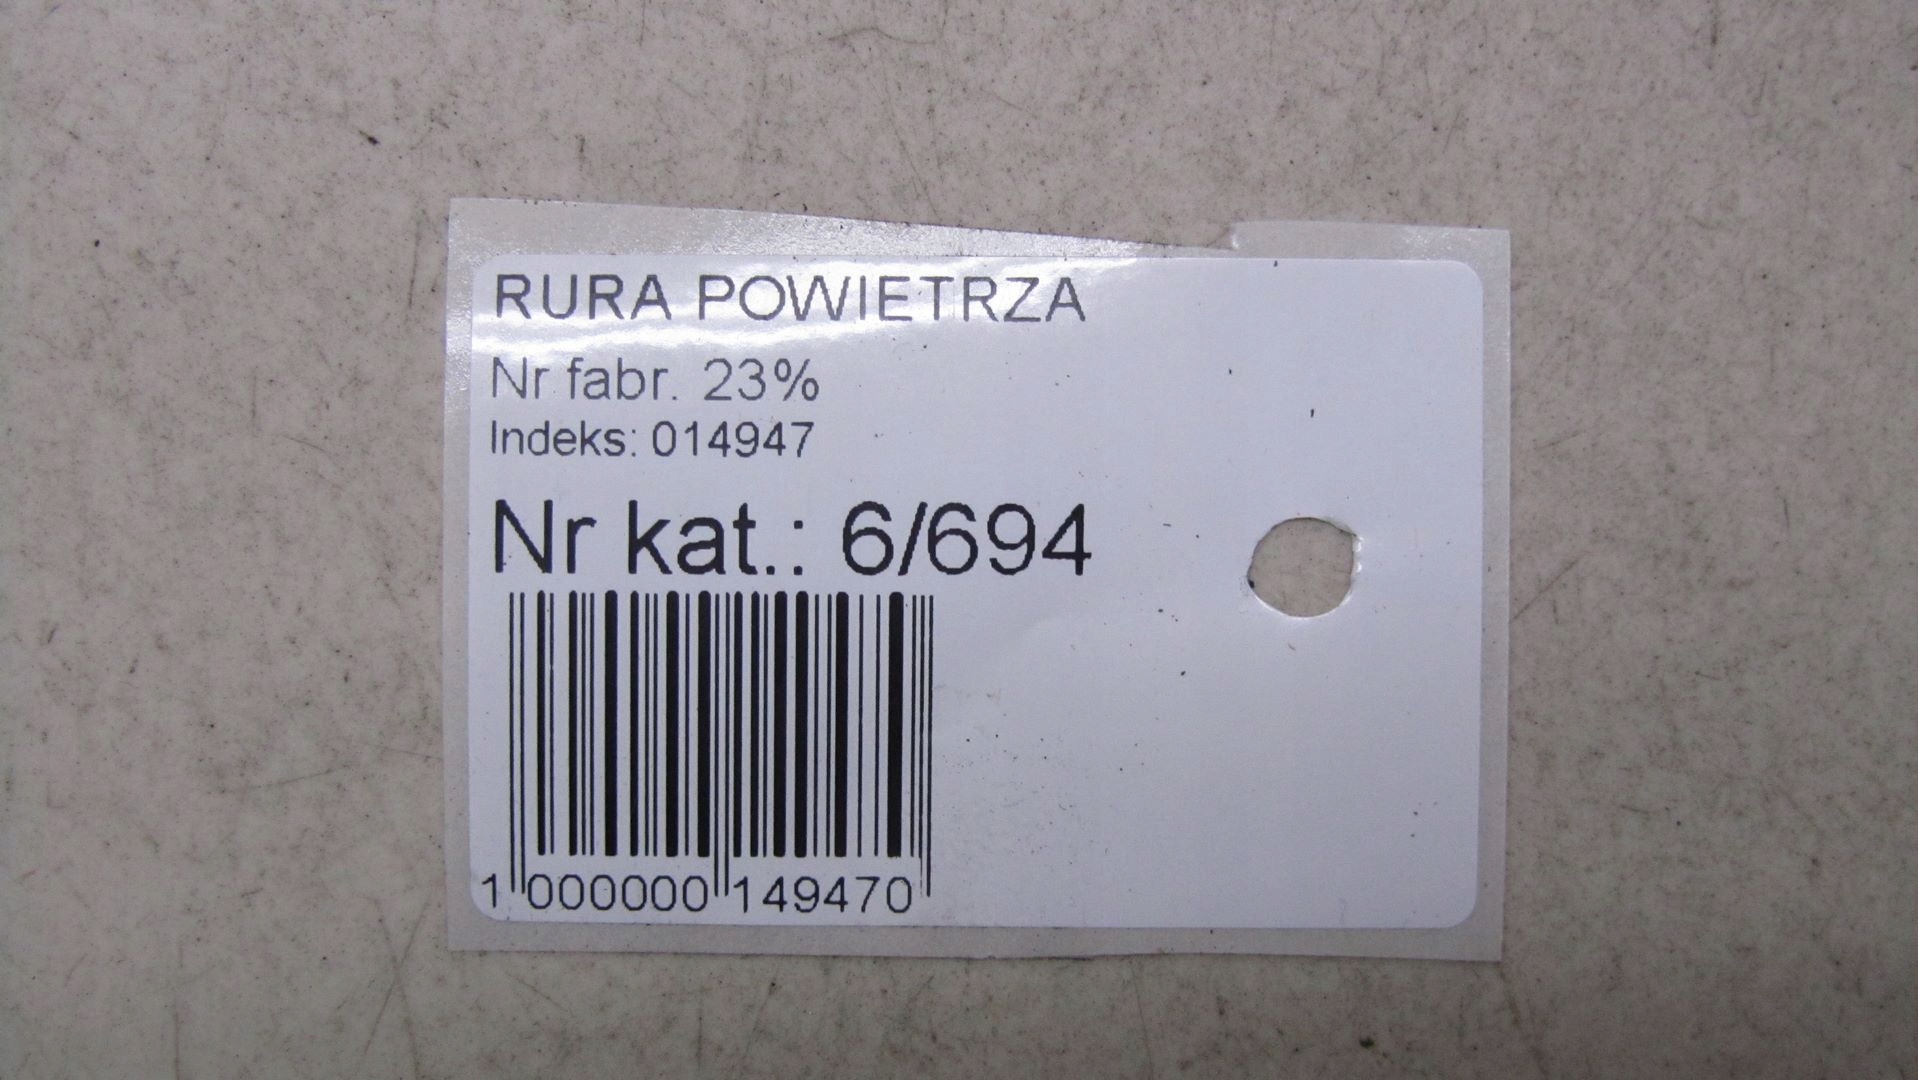 RURA POWIETRZA
Nr fabr. 23%
Indeks: 014947
Nr kat.: 6/694
1 000000 149470